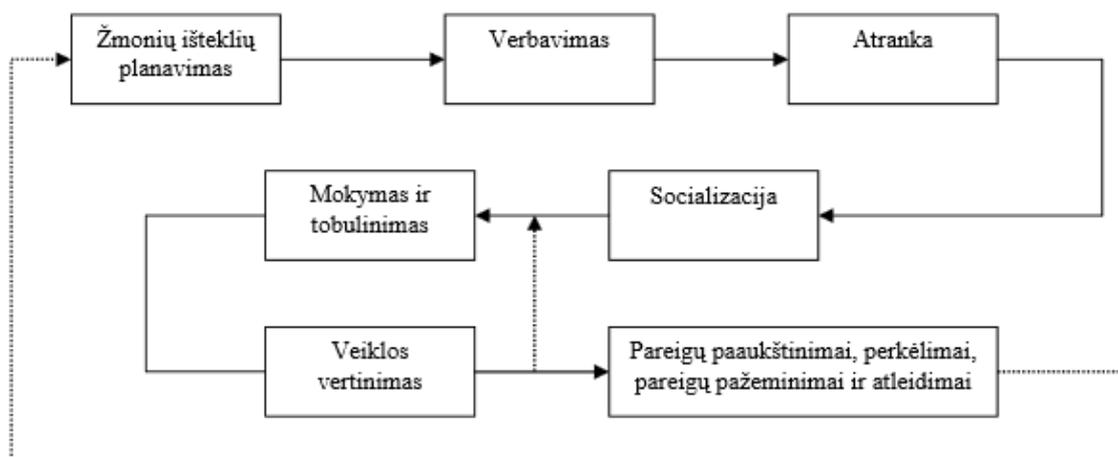 Žmonių išteklių
planavimas
Verbavimas
Atranka
Mokymas ir
tobulinimas
Socializacija
Veiklos
vertinimas
Pareigų paaukštinimai, perkėlimai,
pareigų pažeminimai ir atleidimai